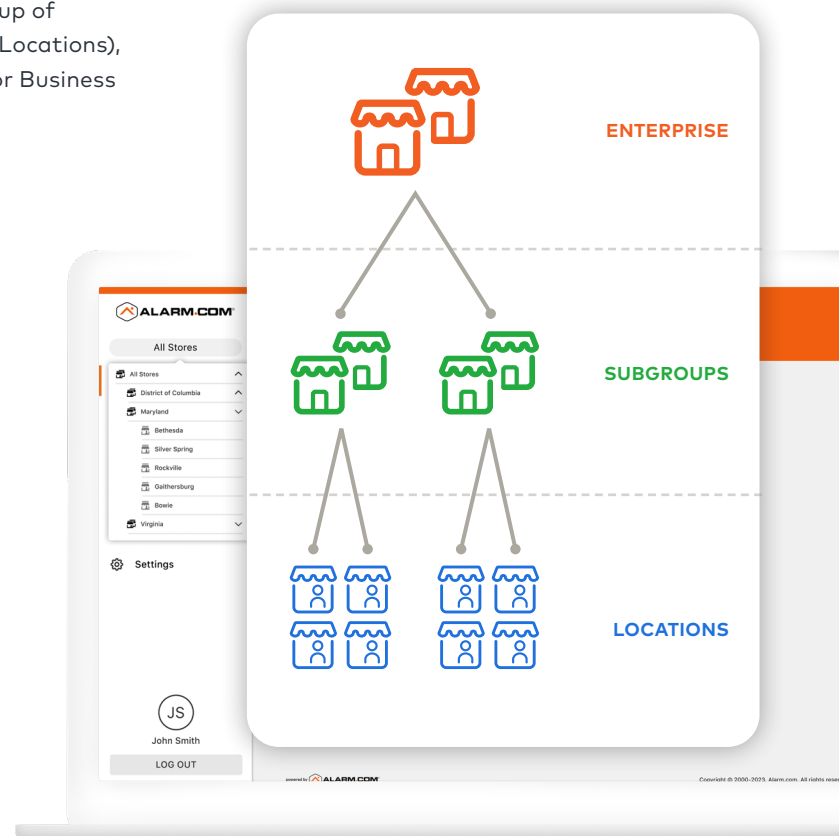 up of
Locations),
or Business
ENTERPRISE
ALARM.COM®
All Stores
All Stores
District of Columbia
Maryland
Bethesda
Silver Spring
Rockville
Gaithersburg
Bowie
Virginia
SUBGROUPS
Settings
LOCATIONS
JS
John Smith
LOG OUT
powered by ALARM.COM
Copyright © 2000-2023. Alarm.com. All rights